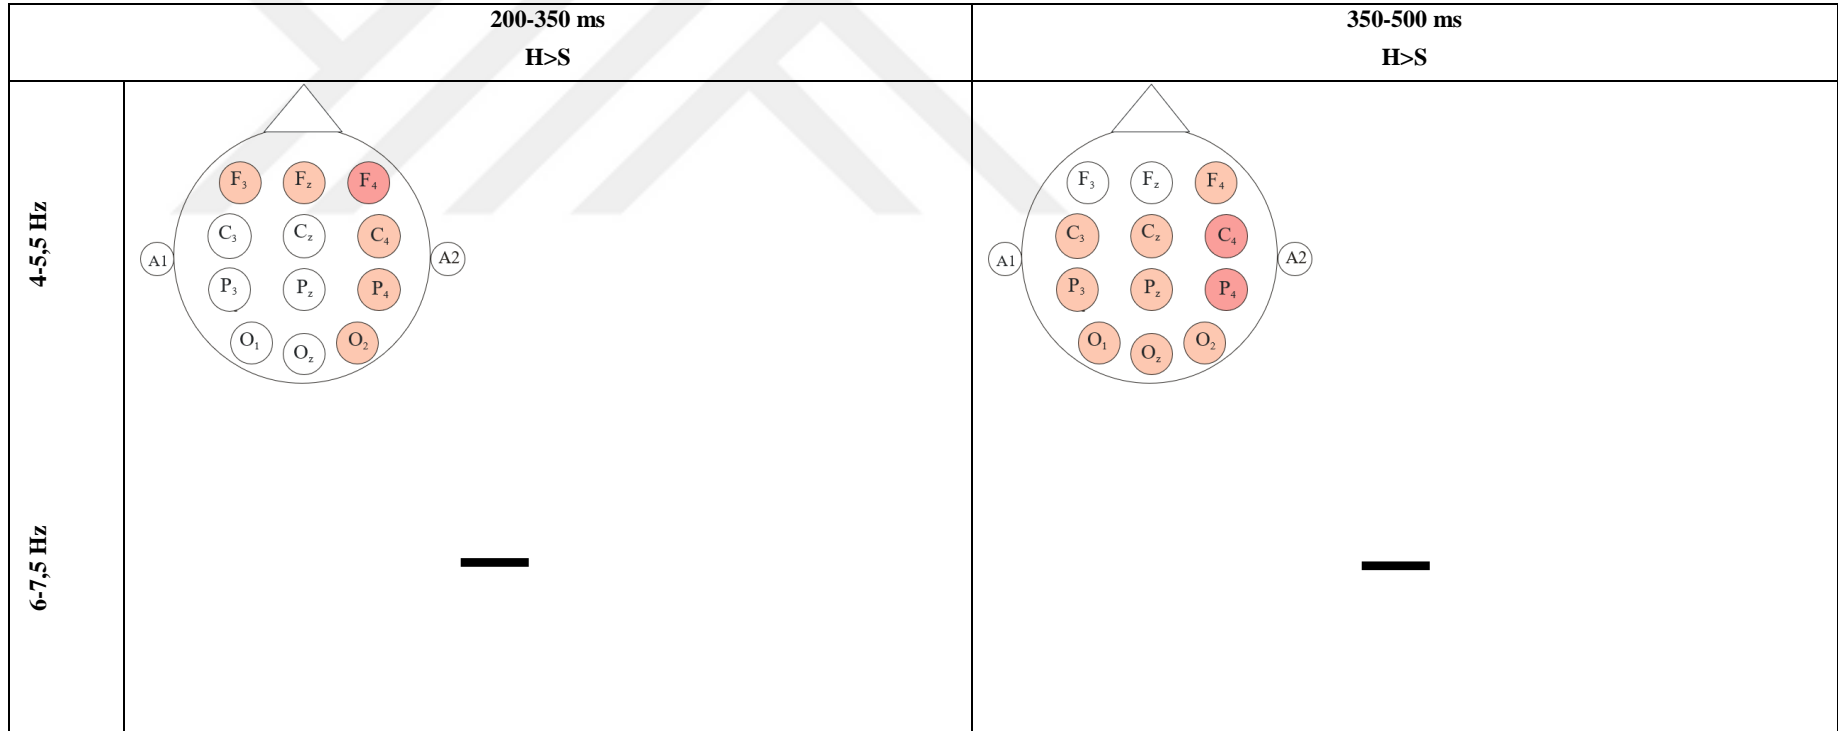 200-350 ms
H>S
350-500 ms
H>S
4-5,5 Hz
F3 Fz F4
C3 Cz C4
A1 A2
P3 Pz P4
O1 Oz O2
F3 Fz F4
C3 Cz C4
A1 A2
P3 Pz P4
O1 Oz O2
6-7,5 Hz